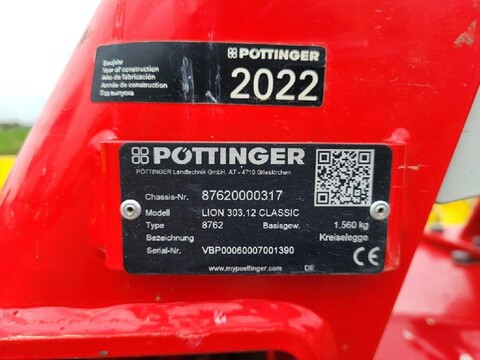 Baujahr
Year of construction
Año de fabricación
Année de construction
Год выпуска
PÖTTINGER
2022
PÖTTINGER
PÖTTINGER Landtechnik GmbH, AT - 4710 Grieskirchen
Chassis-Nr. 87620000317
Modell LION 303.12 CLASSIC
Type 8762 Basisgew. 1.560 kg
Bezeichnung Kreiselegge
Serial-Nr. VBP00060007001390
www.mypoettinger.com DE CE